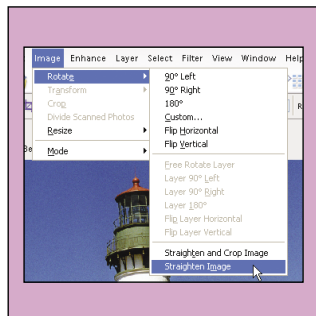 Image Enhance Layer Select Filter View Window Help
Rotate
Transform
Crop
Divide Scanned Photos
Resize
Mode
90° Left
90° Right
180°
Custom...
Flip Horizontal
Flip Vertical
Free Rotate Layer
Layer 90° Left
Layer 90° Right
Layer 180°
Flip Layer Horizontal
Flip Layer Vertical
Straighten and Crop Image
Straighten Image